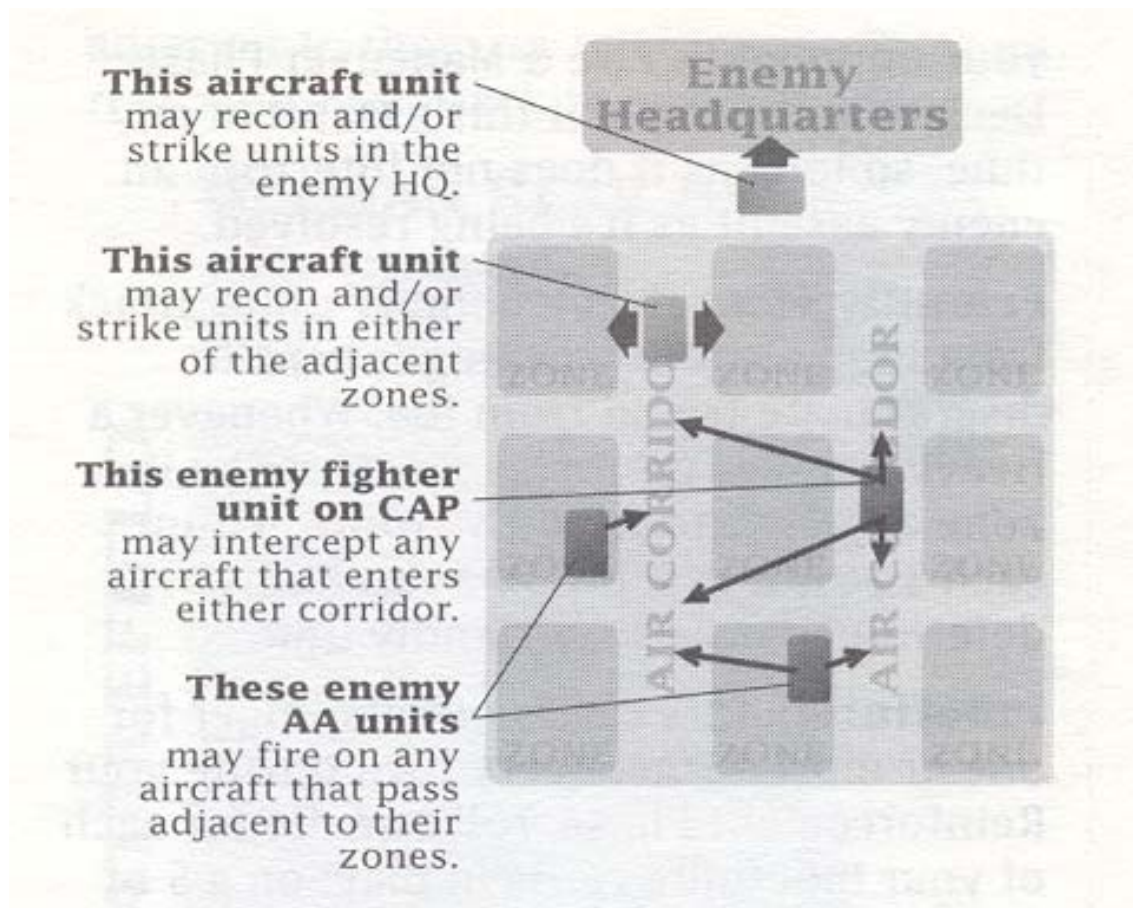 This aircraft unit
may recon and/or
strike units in the
enemy HQ.
Enemy
Headquarters
This aircraft unit
may recon and/or
strike units in either
of the adjacent
zones.
This enemy fighter
unit on CAP
may intercept any
aircraft that enters
either corridor.
These enemy
AA units
may fire on any
aircraft that pass
adjacent to their
zones.
AIR CORRIDO
AIR C
DOR